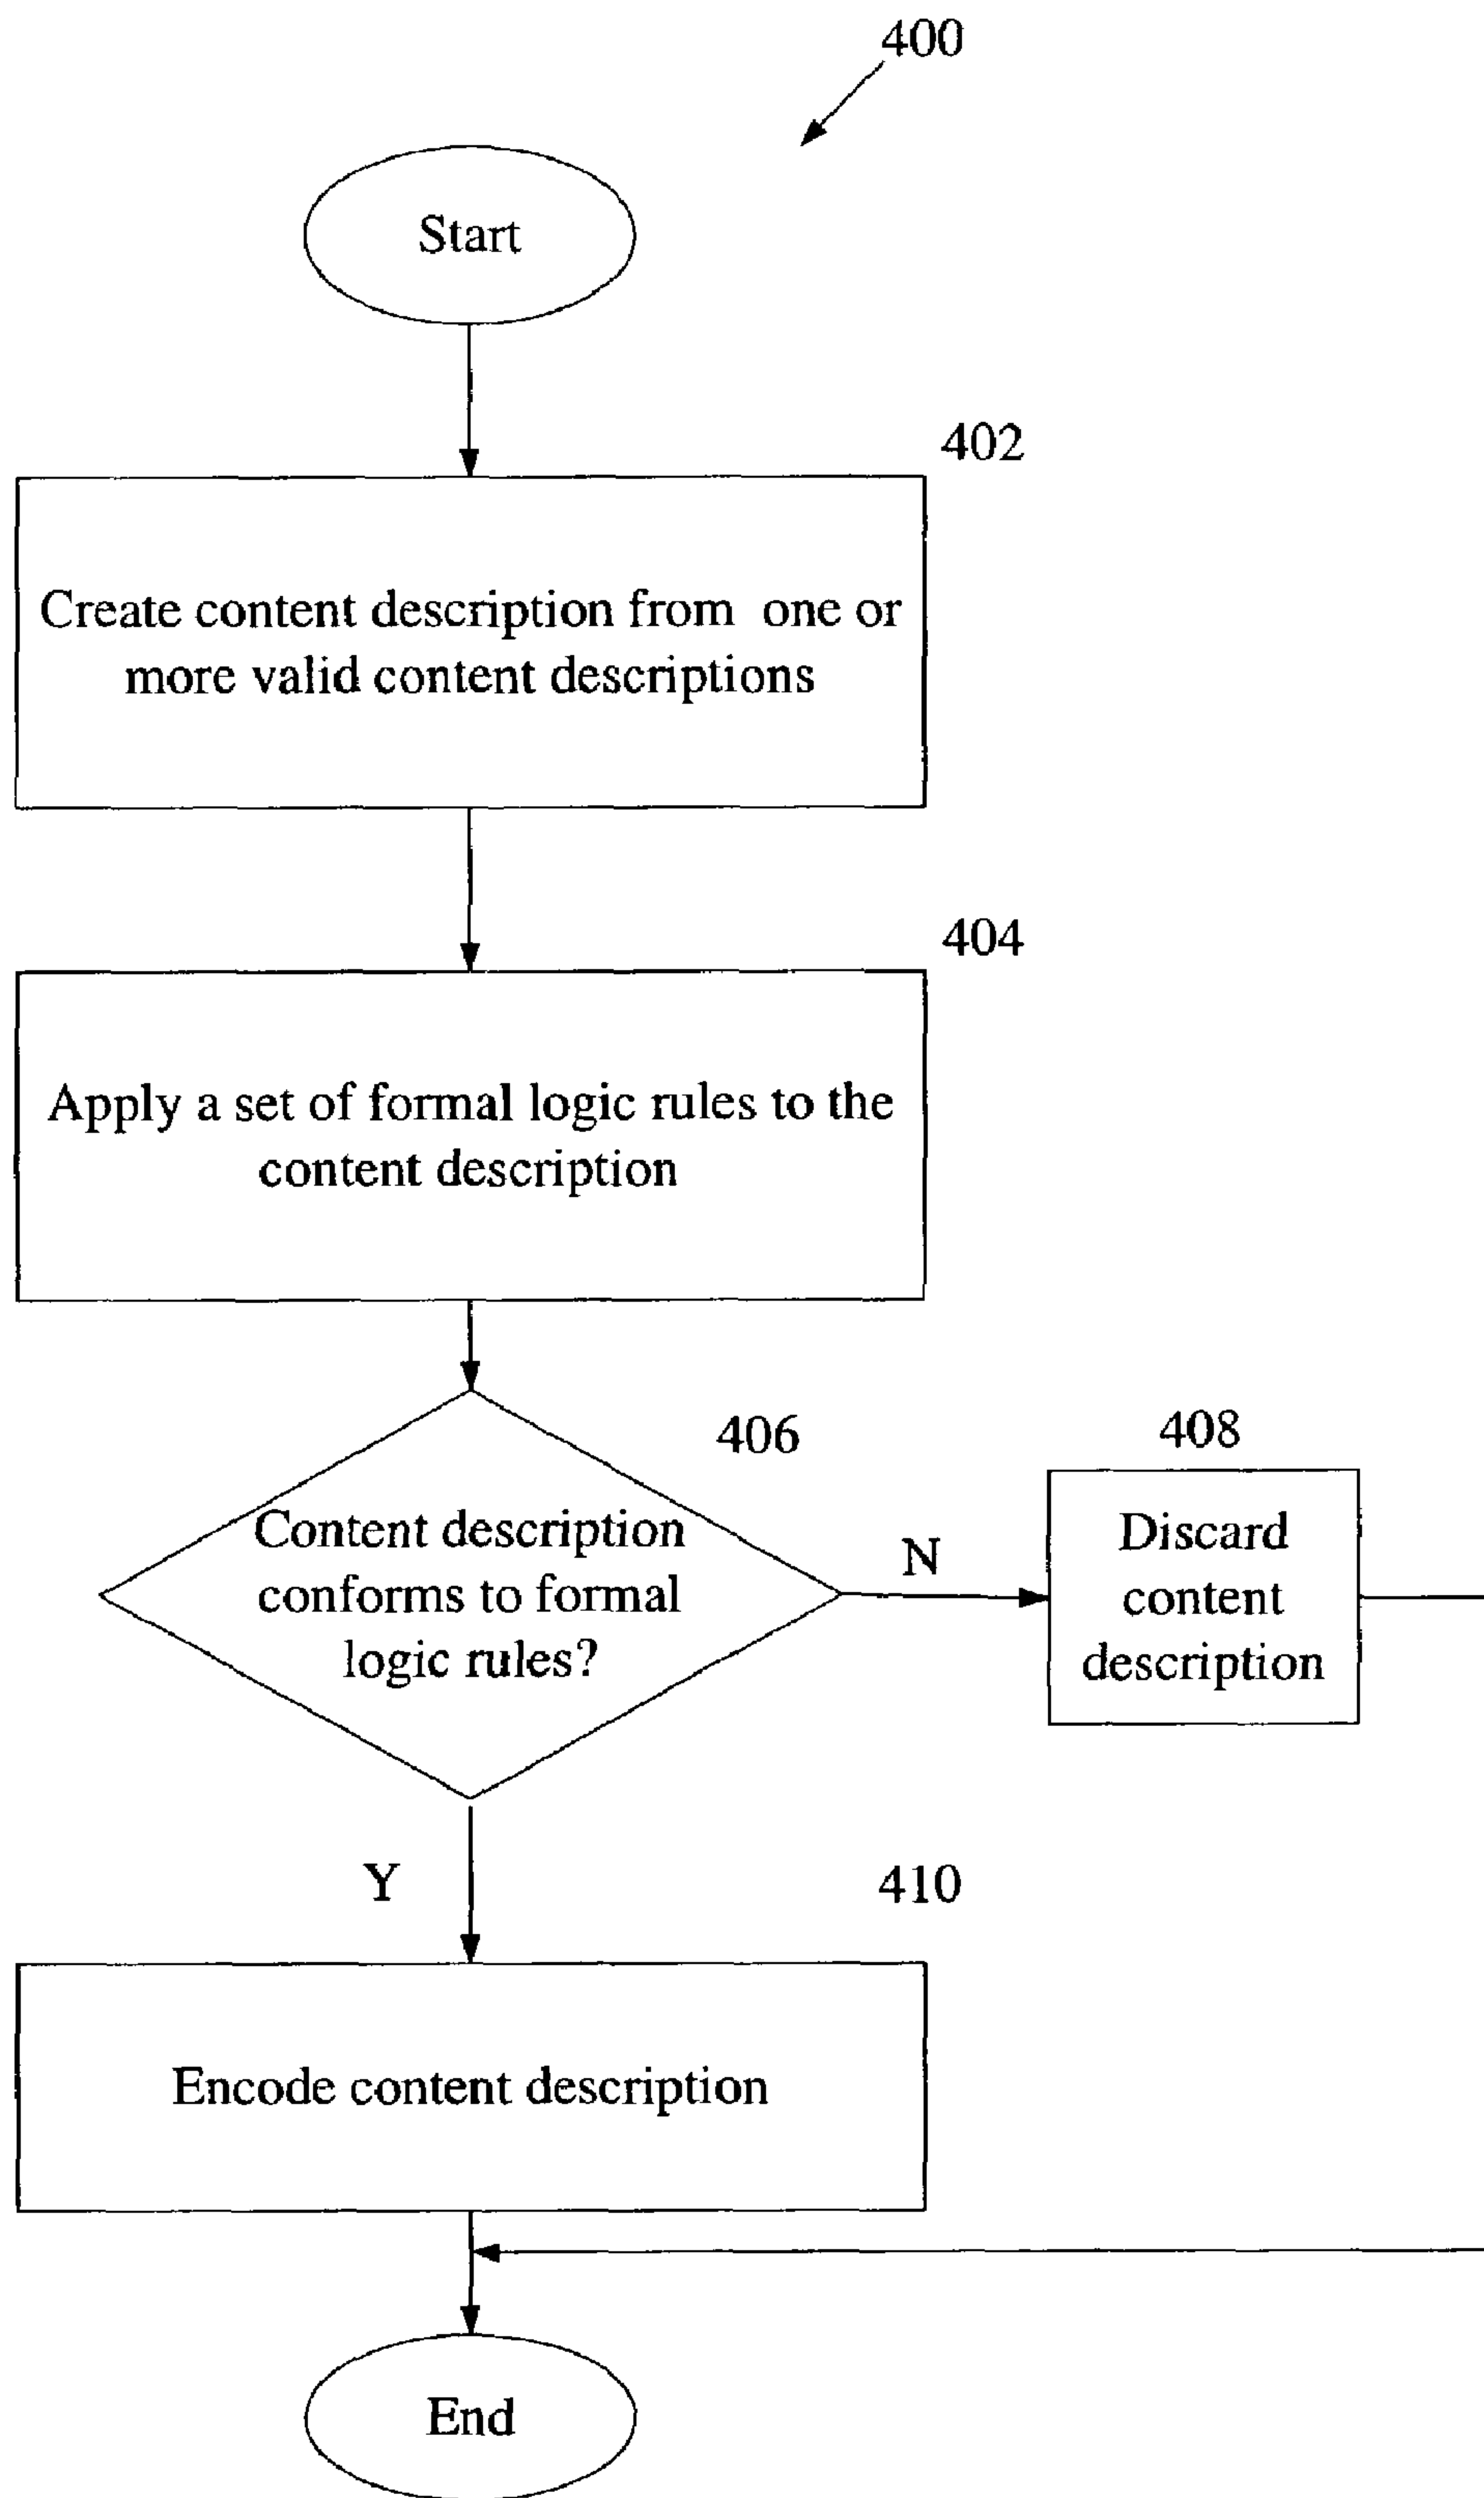 400
Start
402
Create content description from one or
more valid content descriptions
404
Apply a set of formal logic rules to the
content description
406
Content description
conforms to formal
logic rules?
N
408
Discard
content
description
Y
410
Encode content description
End